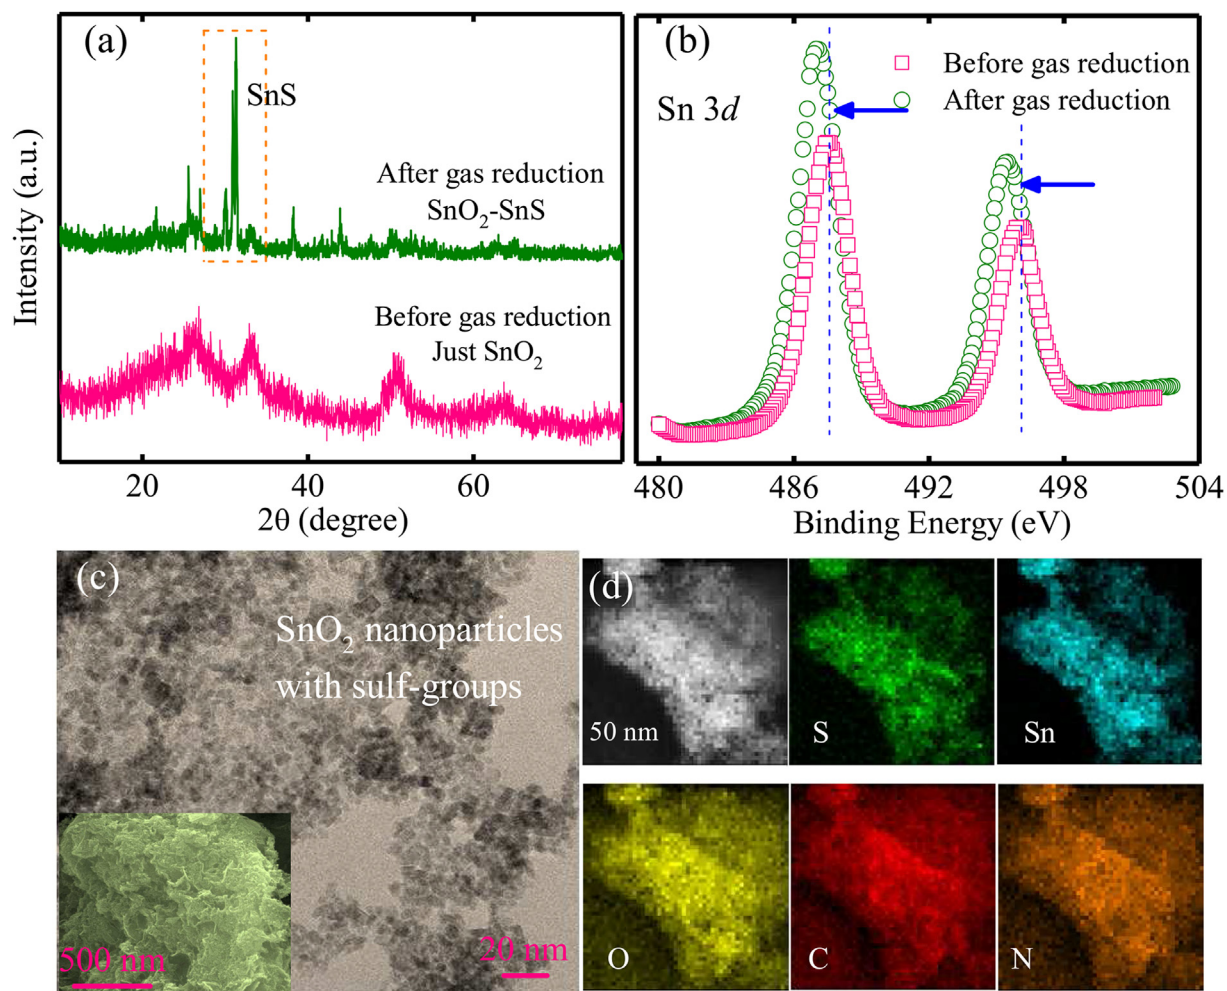 (a)
SnS
After gas reduction
SnO₂-SnS
Before gas reduction
Just SnO₂
Intensity (a.u.)
20
40
60
2θ (degree)
(b)
Before gas reduction
After gas reduction
Sn 3d
480
486
492
498
504
Binding Energy (eV)
(c)
SnO₂ nanoparticles
with sulf-groups
500 nm
20 nm
(d)
50 nm
S
Sn
O
C
N